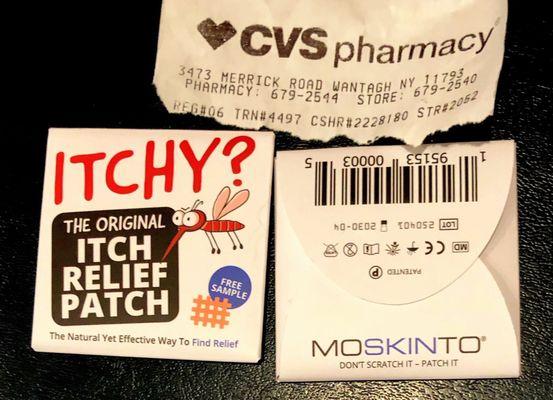 CVS pharmacy®
3473 MERRICK ROAD WANTAGH NY 11793
PHARMACY: 679-2544 STORE: 679-2540
REG#06 TRN#4497 CSHR#2228180 STR#2052
ITCHY?
THE ORIGINAL
ITCH
RELIEF
PATCH
FREE
SAMPLE
The Natural Yet Effective Way To Find Relief
1 95153 00003 5
LOT 250401 2030-04
MD CE
PATENTED P
MOSKINTO®
DON'T SCRATCH IT – PATCH IT